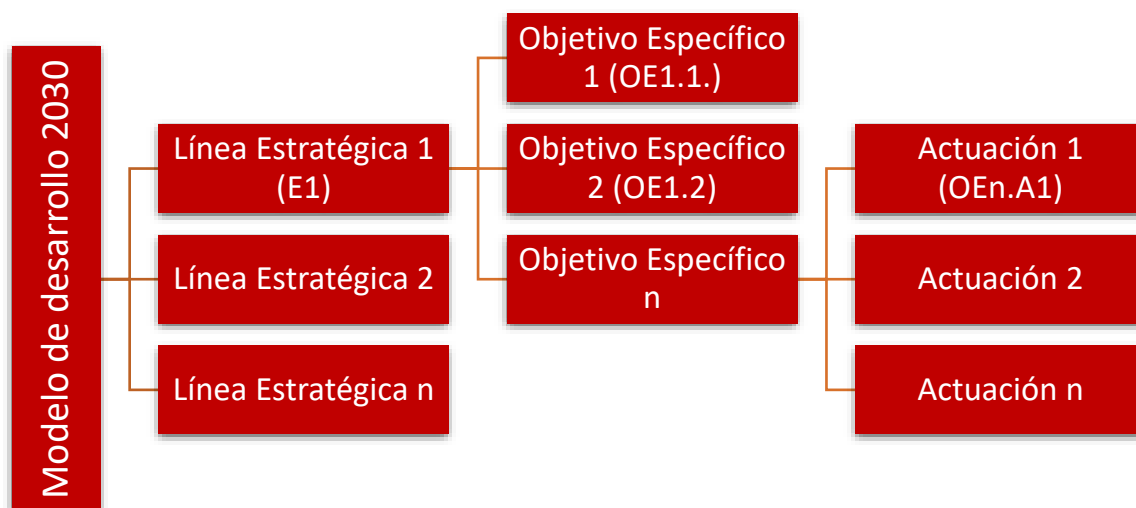 Modelo de desarrollo 2030
Línea Estratégica 1
(E1)
Línea Estratégica 2
Línea Estratégica n
Objetivo Específico
1 (OE1.1.)
Objetivo Específico
2 (OE1.2)
Objetivo Específico
n
Actuación 1
(OEn.A1)
Actuación 2
Actuación n